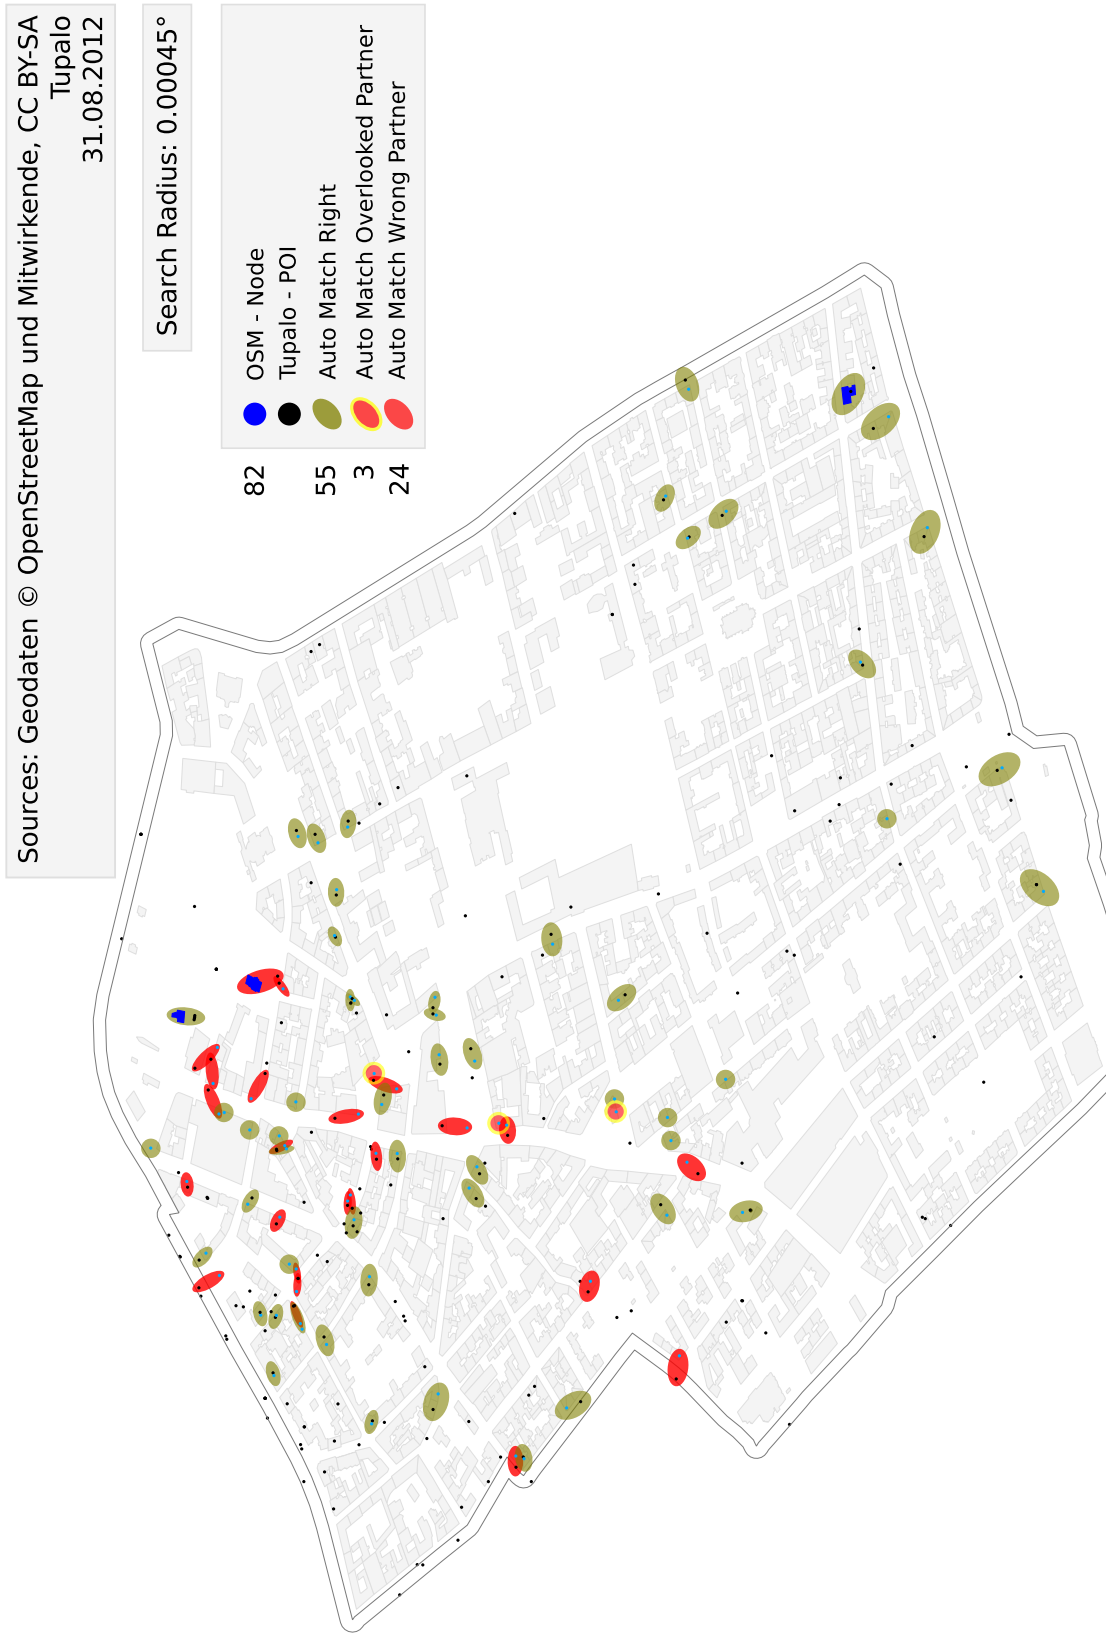 Sources: Geodaten © OpenStreetMap und Mitwirkende, CC BY-SA
Tupalo
31.08.2012
Search Radius: 0.00045°
82 OSM - Node
Tupalo - POI
55 Auto Match Right
3 Auto Match Overlooked Partner
24 Auto Match Wrong Partner